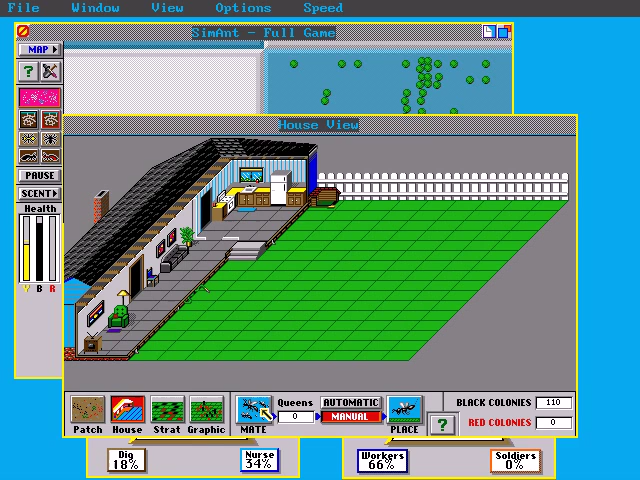 File Window View Options Speed
SimAnt - Full Game
MAP
?
House View
PAUSE
SCENT
Health
Y B R
Patch House Strat Graphic
MATE
Queens
0
AUTOMATIC
MANUAL
PLACE
?
BLACK COLONIES 110
RED COLONIES 0
Dig
18%
Nurse
34%
Workers
66%
Soldiers
0%